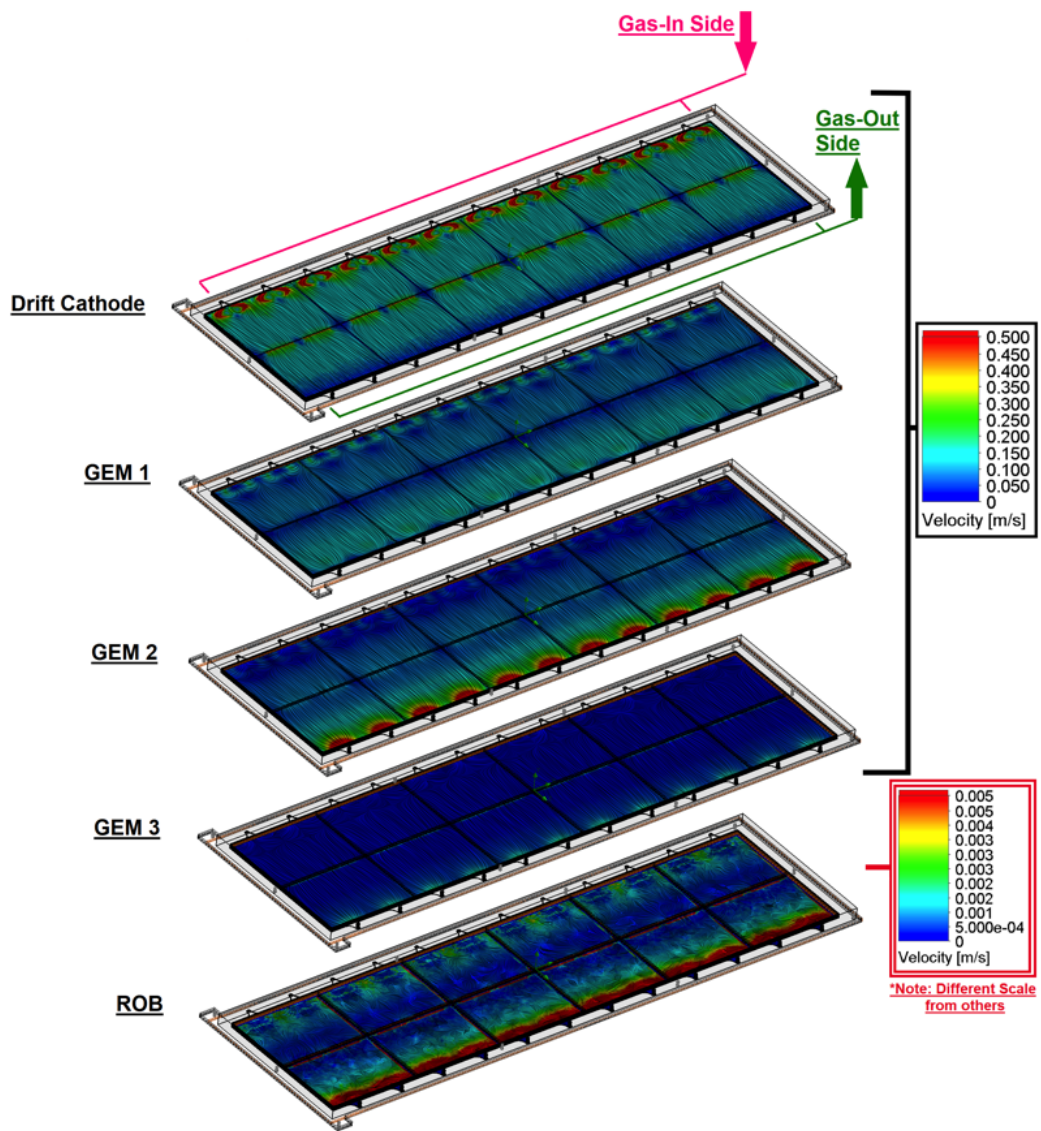 Gas-In Side
Gas-Out
Side
Drift Cathode
GEM 1
0.500
0.450
0.400
0.350
0.300
0.250
0.200
0.150
0.100
0.050
0
Velocity [m/s]
GEM 2
GEM 3
0.005
0.005
0.004
0.003
0.003
0.002
0.002
0.001
5.000e-04
0
Velocity [m/s]
*Note: Different Scale
from others
ROB